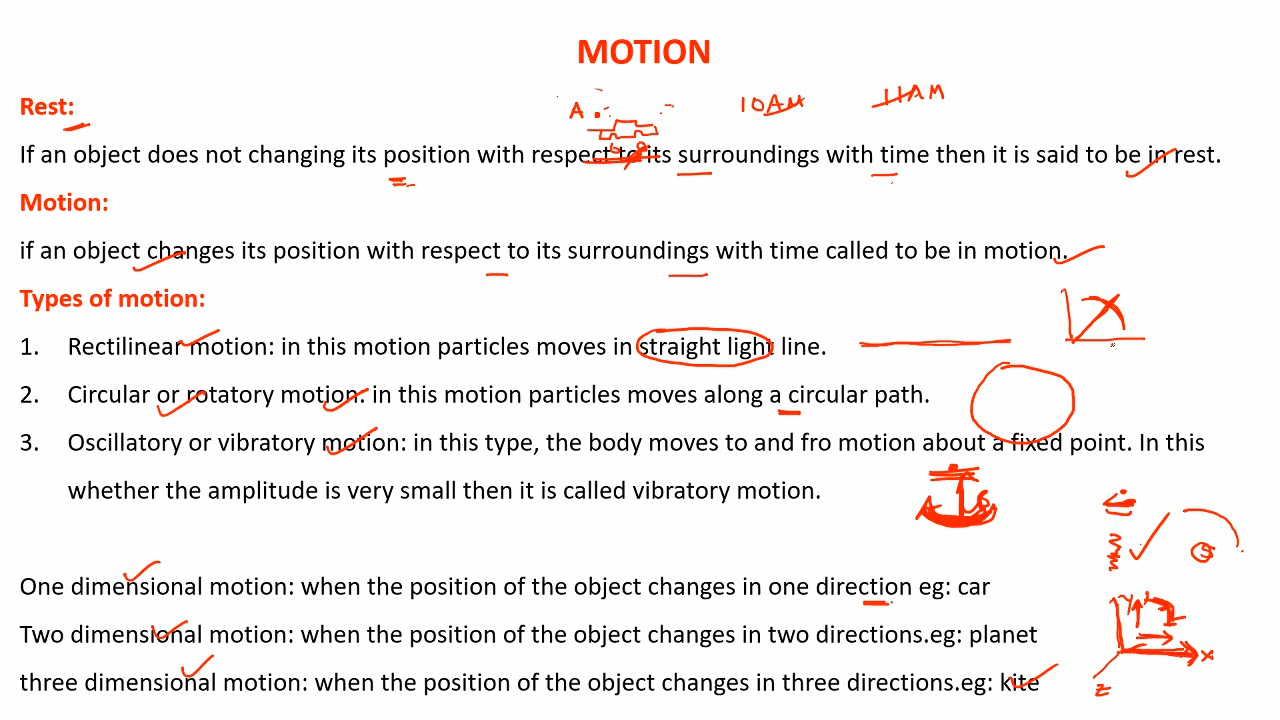 MOTION
Rest:
A
10AM
11AM
If an object does not changing its position with respect to its surroundings with time then it is said to be in rest.
Motion:
if an object changes its position with respect to its surroundings with time called to be in motion.
Types of motion:
1. Rectilinear motion: in this motion particles moves in straight light line.
2. Circular or rotatory motion: in this motion particles moves along a circular path.
3. Oscillatory or vibratory motion: in this type, the body moves to and fro motion about a fixed point. In this
whether the amplitude is very small then it is called vibratory motion.
A
One dimensional motion: when the position of the object changes in one direction eg: car
Two dimensional motion: when the position of the object changes in two directions.eg: planet
three dimensional motion: when the position of the object changes in three directions.eg: kite
Y
x
z